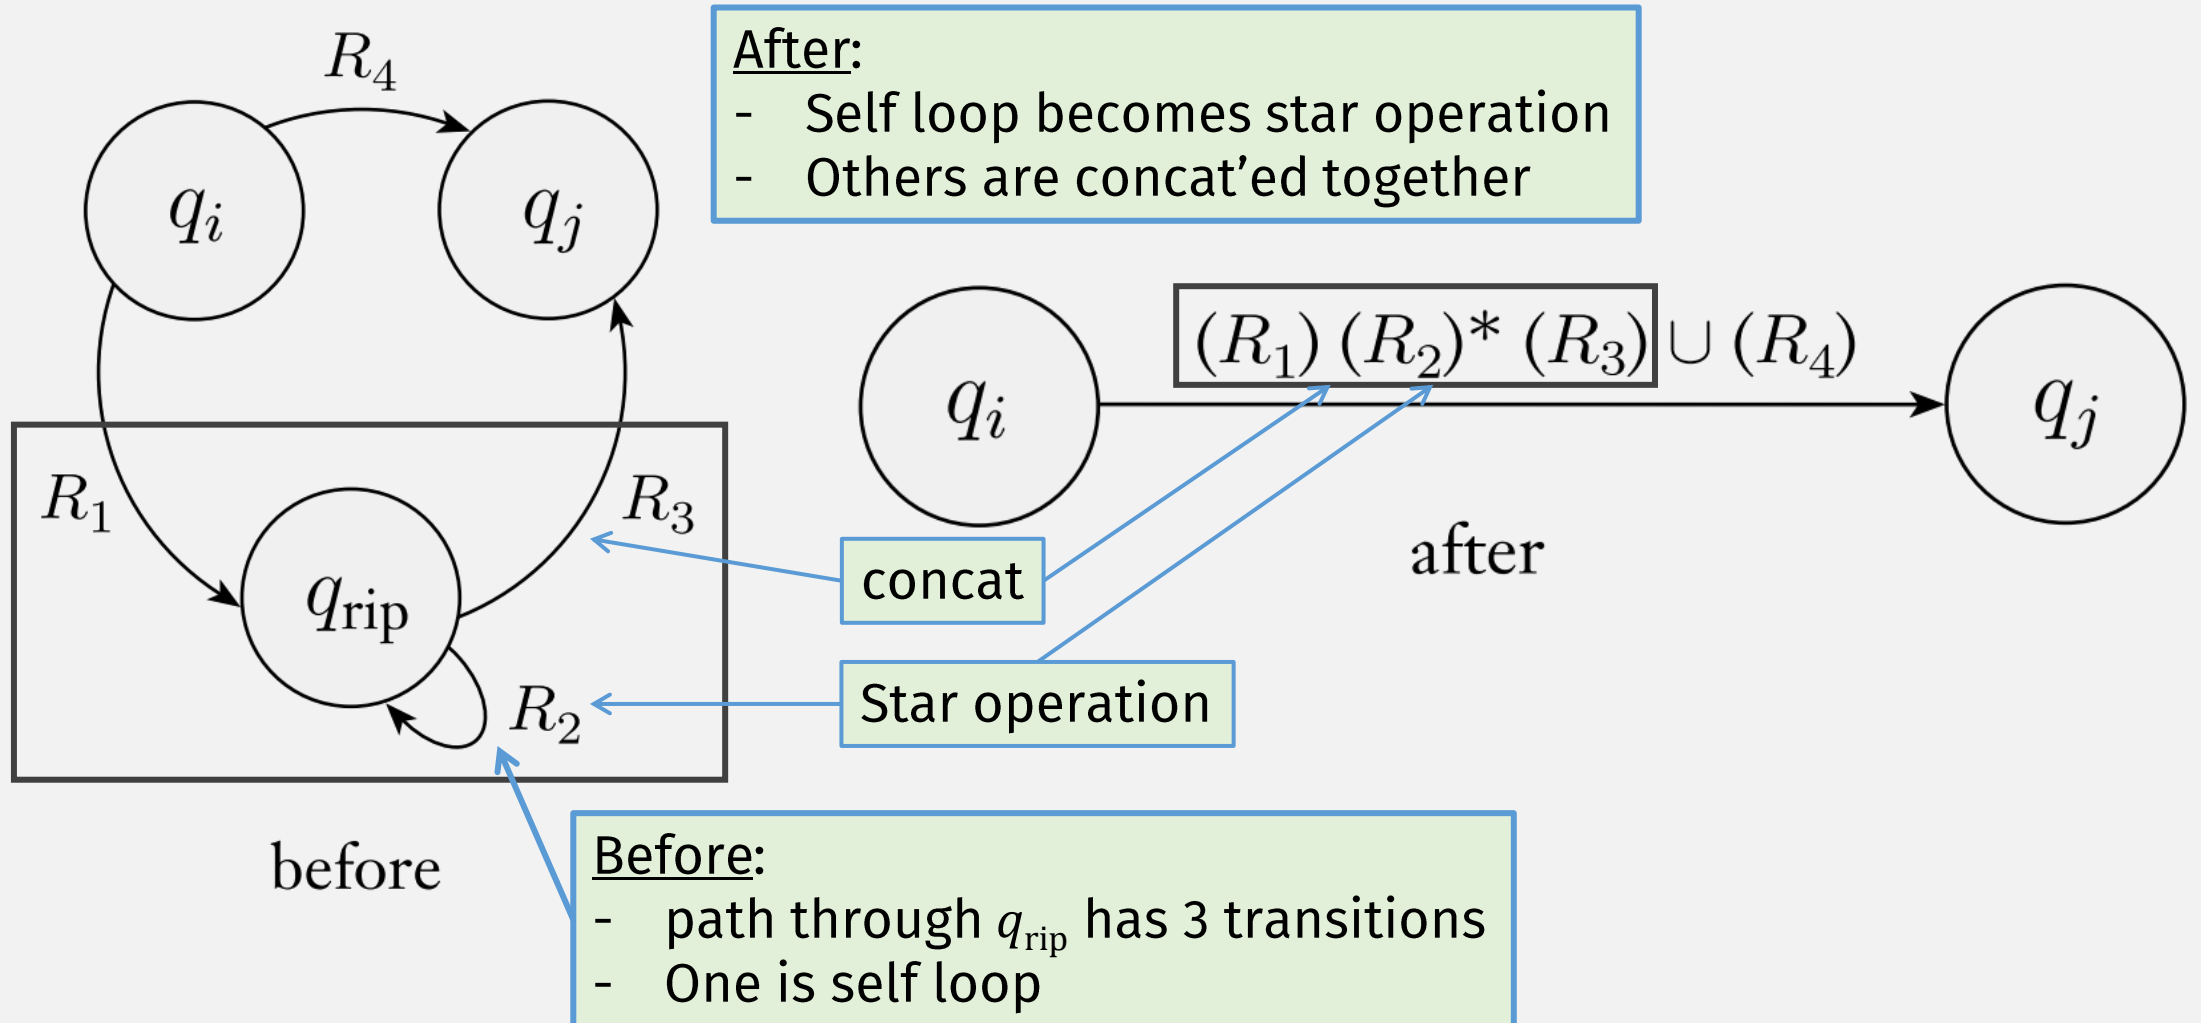 R₄
After:
- Self loop becomes star operation
- Others are concat’ed together
qᵢ
qⱼ
(R₁) (R₂)* (R₃) ∪ (R₄)
qᵢ
qⱼ
R₁
R₃
after
concat
q_rip
Star operation
R₂
before
Before:
- path through q_rip has 3 transitions
- One is self loop